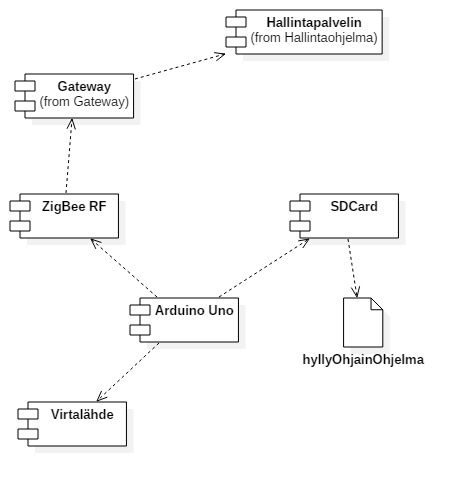 Hallintapalvelin
(from Hallintaohjelma)
Gateway
(from Gateway)
ZigBee RF
SDCard
Arduino Uno
hyllyOhjainOhjelma
Virtalähde